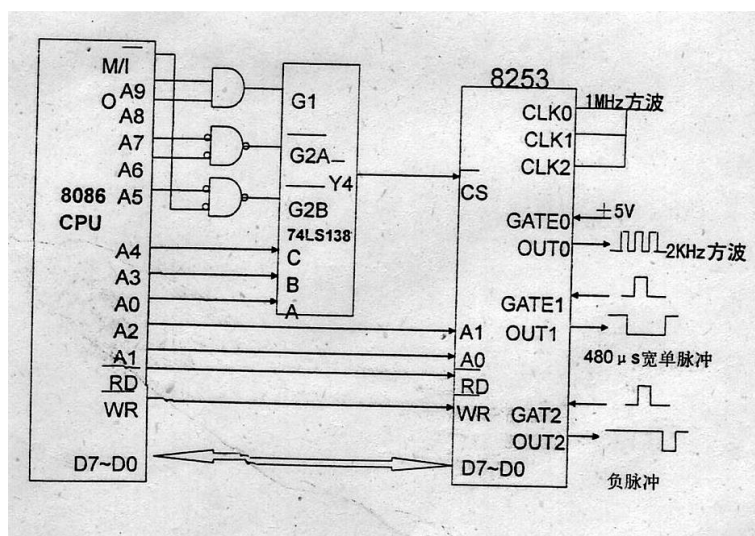 M/I
O
A9
A8
A7
A6
A5
8086
CPU
A4
A3
A0
A2
A1
RD
WR
D7~D0
G1
G2A
Y4
G2B
74LS138
C
B
A
8253
CLK0
CLK1
CLK2
1MHz方波
CS
GATE0
±5V
OUT0
2KHz方波
GATE1
OUT1
480μs宽单脉冲
A1
A0
RD
WR
GAT2
OUT2
负脉冲
D7~D0